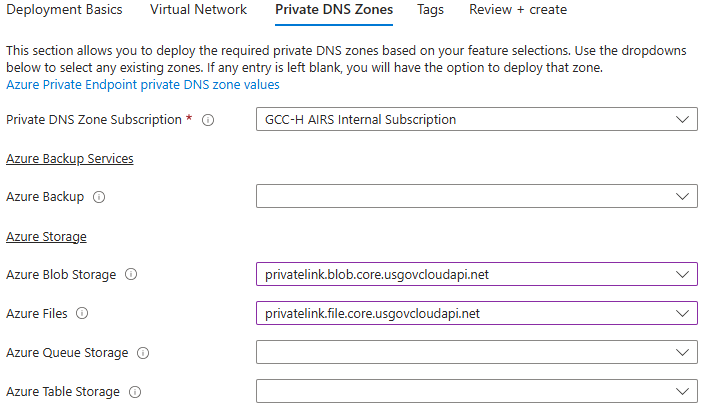 Deployment Basics Virtual Network Private DNS Zones Tags Review + create
This section allows you to deploy the required private DNS zones based on your feature selections. Use the dropdowns
below to select any existing zones. If any entry is left blank, you will have the option to deploy that zone.
Azure Private Endpoint private DNS zone values
Private DNS Zone Subscription * GCC-H AIRS Internal Subscription
Azure Backup Services
Azure Backup
Azure Storage
Azure Blob Storage privatelink.blob.core.usgovcloudapi.net
Azure Files privatelink.file.core.usgovcloudapi.net
Azure Queue Storage
Azure Table Storage